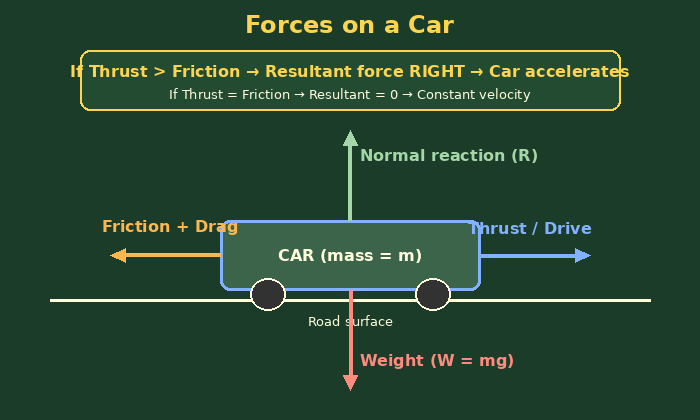 Forces on a Car
If Thrust > Friction → Resultant force RIGHT → Car accelerates
If Thrust = Friction → Resultant = 0 → Constant velocity
Normal reaction (R)
Friction + Drag
Thrust / Drive
CAR (mass = m)
Road surface
Weight (W = mg)